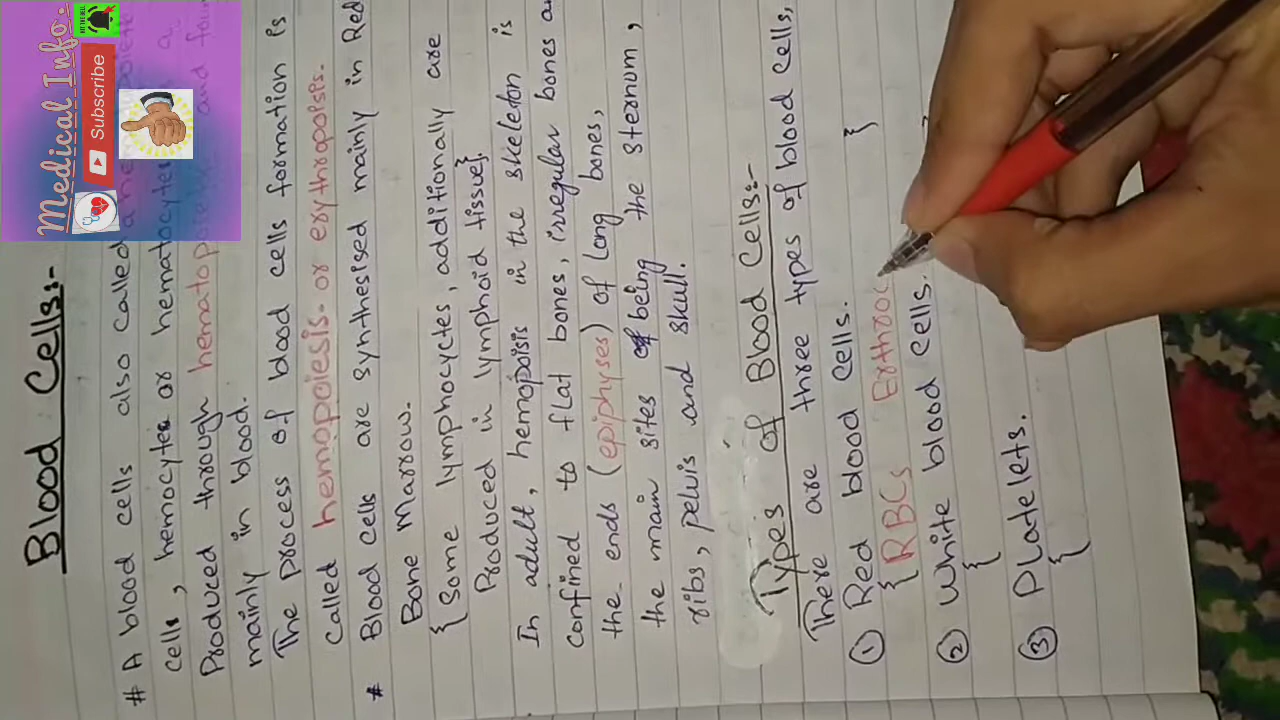 Medical Info.
Subscribe
Blood Cells:-
# A blood cells also called
cells, hemocytes or hematocytes
Produced through hematop and foun
mainly in blood.
The process of blood cells formation is
called hemopoiesis. or erythropoisis.
* Blood cells are synthesised mainly in Red
Bone Marrow.
{ Some lymphocytes, additionally are
Produced in lymphoid tissue}.
In adult, hemopoisis in the skeleton is
confined to flat bones, irregular bones
the ends (epiphyses) of long bones,
the main sites being the sternum,
ribs, pelvis and skull.
Types of Blood Cells:-
There are three types of blood cells,
① Red blood cells.
{ RBCs Erthroc }
② White blood cells.
{
③ Platelets.
{